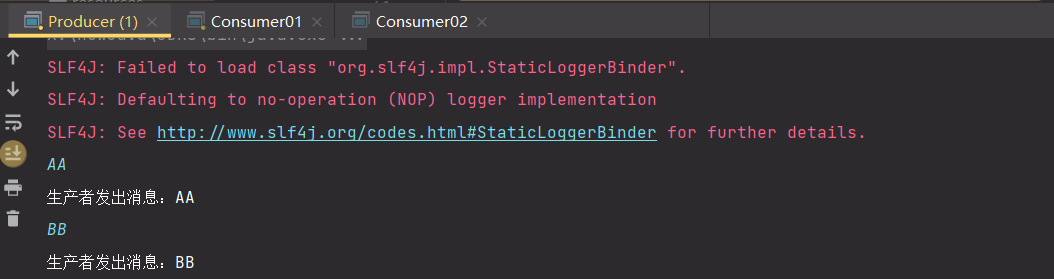 Producer (1)
Consumer01
Consumer02
SLF4J: Failed to load class "org.slf4j.impl.StaticLoggerBinder".
SLF4J: Defaulting to no-operation (NOP) logger implementation
SLF4J: See http://www.slf4j.org/codes.html#StaticLoggerBinder for further details.
AA
生产者发出消息：AA
BB
生产者发出消息：BB